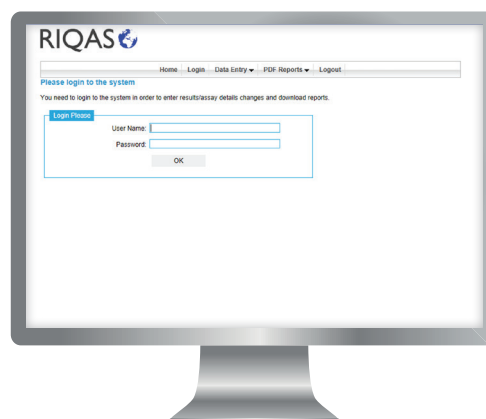 RIQAS
Home Login Data Entry PDF Reports Logout
Please login to the system
You need to login to the system in order to enter results/assay details changes and download reports.
Login Please
User Name:
Password:
OK